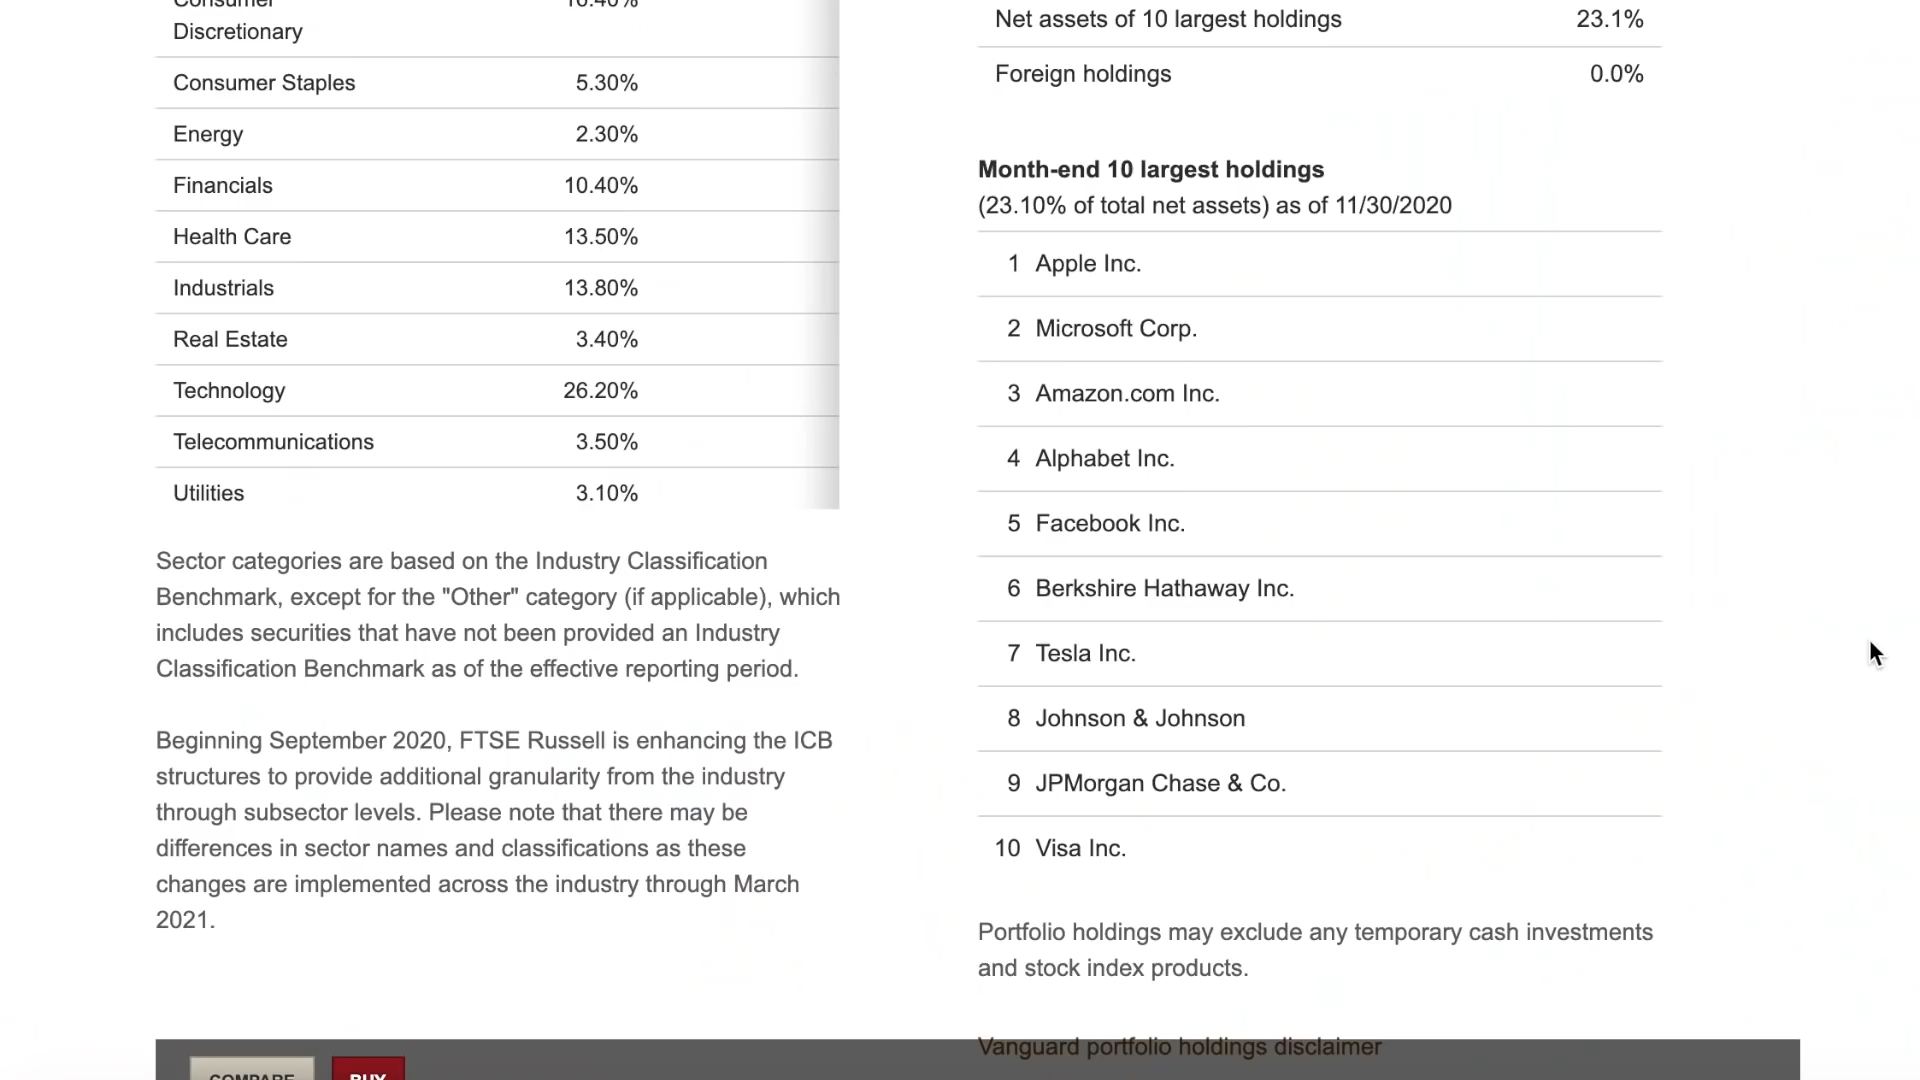 Consumer
Discretionary
16.40%
Consumer Staples 5.30%
Energy 2.30%
Financials 10.40%
Health Care 13.50%
Industrials 13.80%
Real Estate 3.40%
Technology 26.20%
Telecommunications 3.50%
Utilities 3.10%
Sector categories are based on the Industry Classification
Benchmark, except for the "Other" category (if applicable), which
includes securities that have not been provided an Industry
Classification Benchmark as of the effective reporting period.
Beginning September 2020, FTSE Russell is enhancing the ICB
structures to provide additional granularity from the industry
through subsector levels. Please note that there may be
differences in sector names and classifications as these
changes are implemented across the industry through March
2021.
Net assets of 10 largest holdings 23.1%
Foreign holdings 0.0%
Month-end 10 largest holdings
(23.10% of total net assets) as of 11/30/2020
1 Apple Inc.
2 Microsoft Corp.
3 Amazon.com Inc.
4 Alphabet Inc.
5 Facebook Inc.
6 Berkshire Hathaway Inc.
7 Tesla Inc.
8 Johnson & Johnson
9 JPMorgan Chase & Co.
10 Visa Inc.
Portfolio holdings may exclude any temporary cash investments
and stock index products.
Vanguard portfolio holdings disclaimer
COMPARE BUY